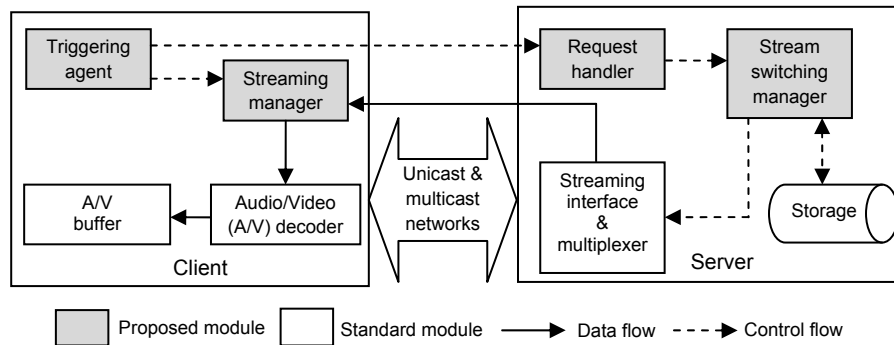 Triggering
agent
Streaming
manager
A/V
buffer
Audio/Video
(A/V) decoder
Client
Unicast &
multicast
networks
Request
handler
Stream
switching
manager
Streaming
interface
&
multiplexer
Storage
Server
Proposed module
Standard module
Data flow
Control flow